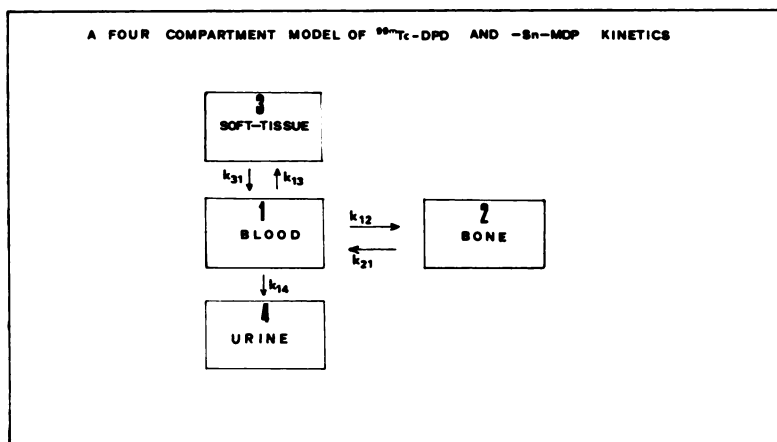 A FOUR COMPARTMENT MODEL OF 99mTc-DPD AND -Sn-MDP KINETICS
3
SOFT-TISSUE
k31 k13
1
BLOOD
k12
k21
2
BONE
k14
4
URINE